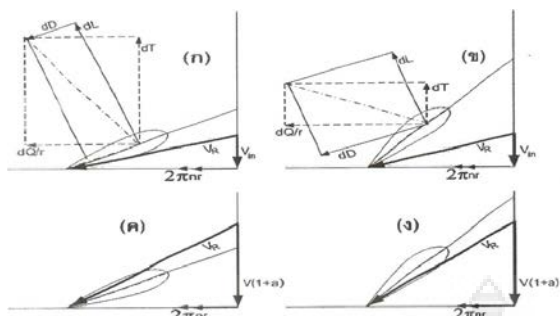 dD
dL
(ก)
dT
dQ/r
V_R
V_in
2πnr
dL
(ข)
dT
dQ/r
dD
V_R
V_in
2πnr
(ค)
V_R
V(1+a)
2πnr
(ง)
V_R
V(1+a)
2πnr